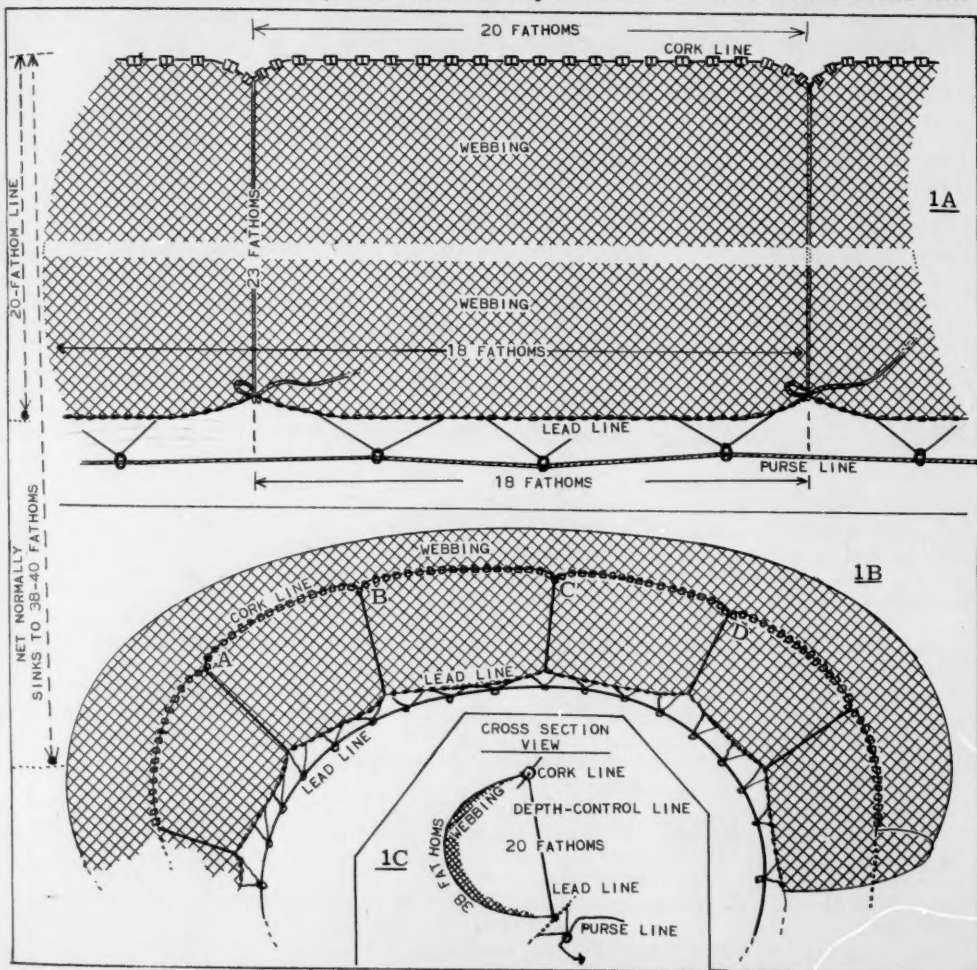 20 FATHOMS
CORK LINE
WEBBING
1A
20-FATHOM LINE
23 FATHOMS
WEBBING
18 FATHOMS
LEAD LINE
PURSE LINE
18 FATHOMS
NET NORMALLY
SINKS TO 38-40 FATHOMS
WEBBING
1B
CORK LINE
A
B
C
D
LEAD LINE
LEAD LINE
CROSS SECTION
VIEW
CORK LINE
WEBBING
DEPTH-CONTROL LINE
38 FATHOMS
20 FATHOMS
1C
LEAD LINE
PURSE LINE